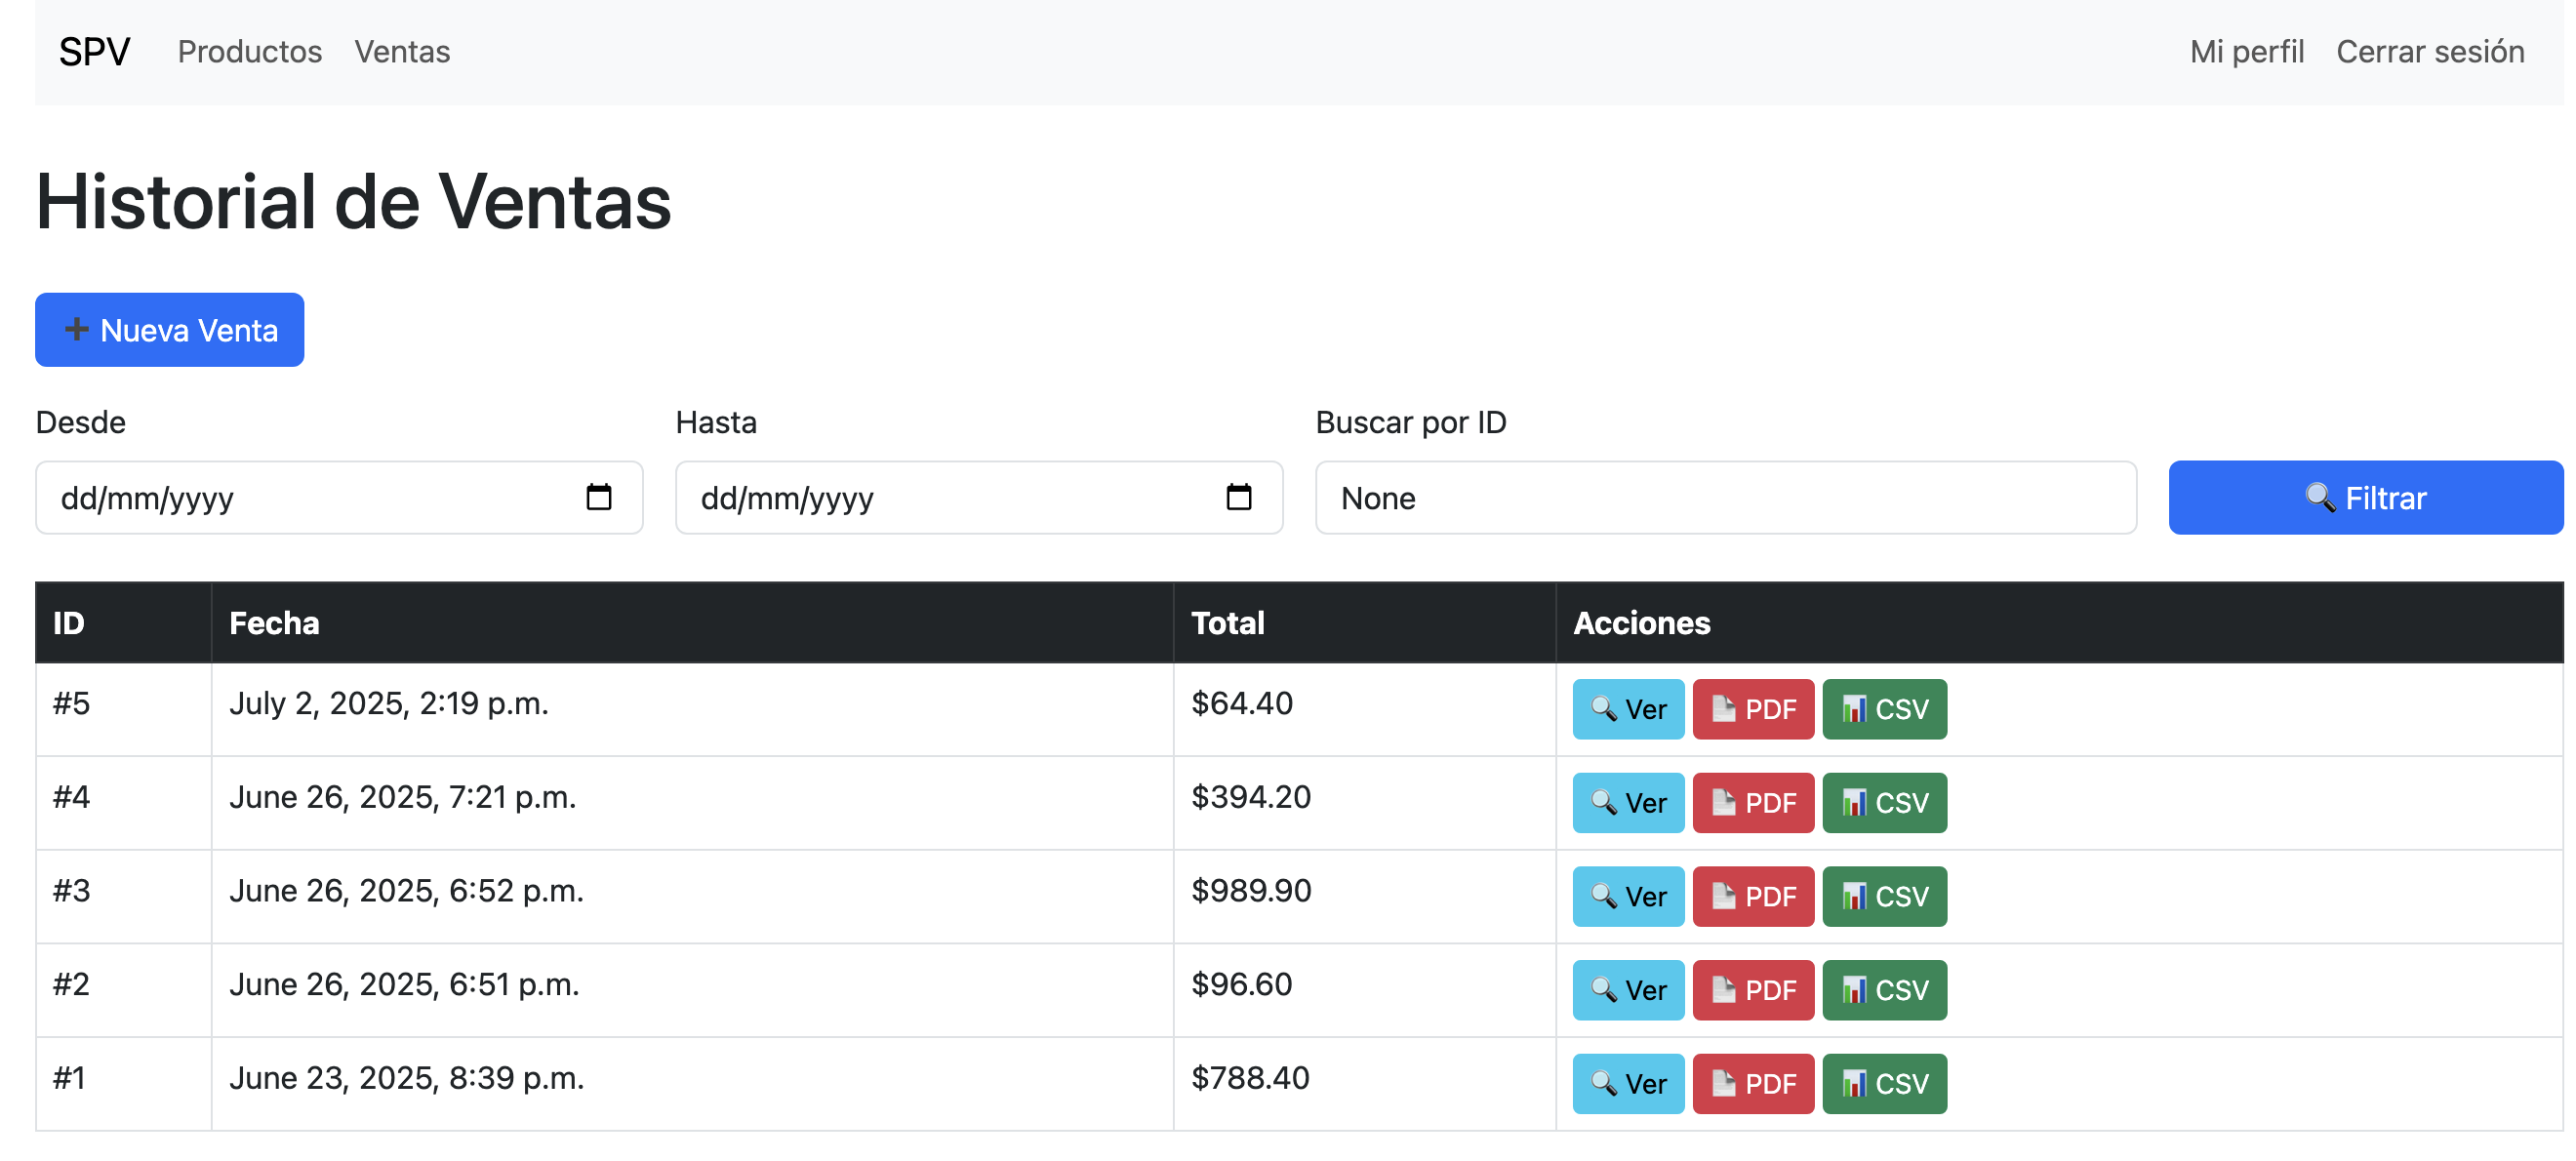 SPV Productos Ventas Mi perfil Cerrar sesión
Historial de Ventas
➕ Nueva Venta
Desde Hasta Buscar por ID
dd/mm/yyyy dd/mm/yyyy None 🔍 Filtrar
ID Fecha Total Acciones
#5 July 2, 2025, 2:19 p.m. $64.40 🔍 Ver 📄 PDF 📊 CSV
#4 June 26, 2025, 7:21 p.m. $394.20 🔍 Ver 📄 PDF 📊 CSV
#3 June 26, 2025, 6:52 p.m. $989.90 🔍 Ver 📄 PDF 📊 CSV
#2 June 26, 2025, 6:51 p.m. $96.60 🔍 Ver 📄 PDF 📊 CSV
#1 June 23, 2025, 8:39 p.m. $788.40 🔍 Ver 📄 PDF 📊 CSV